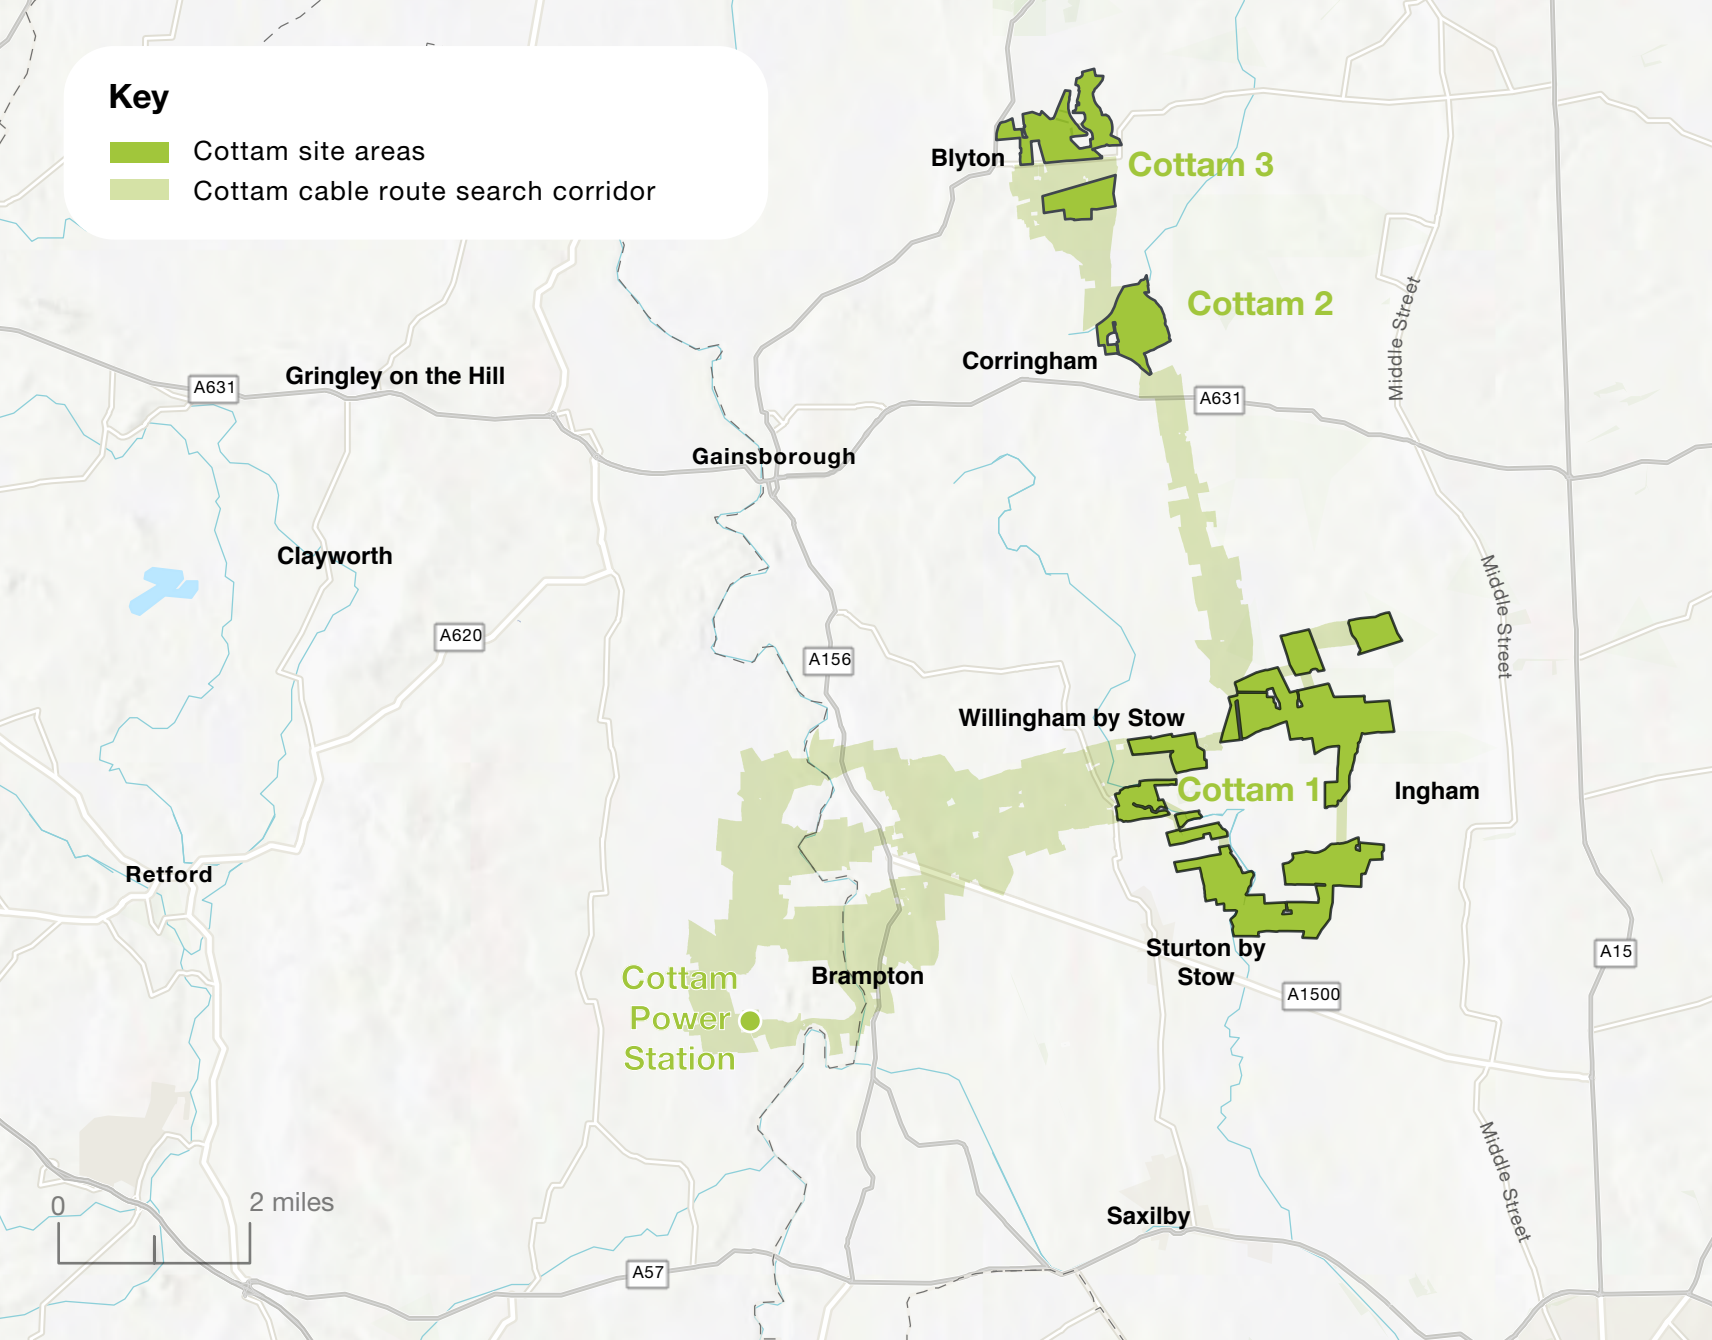 Key
Cottam site areas
Cottam cable route search corridor
Blyton
Cottam 3
Cottam 2
Middle Street
Corringham
A631
Gringley on the Hill
A631
Gainsborough
Clayworth
Middle Street
A620
A156
Willingham by Stow
Cottam 1
Ingham
Retford
Sturton by
Stow
A15
Cottam
Power
Station
Brampton
A1500
Middle Street
0
2 miles
Saxilby
A57